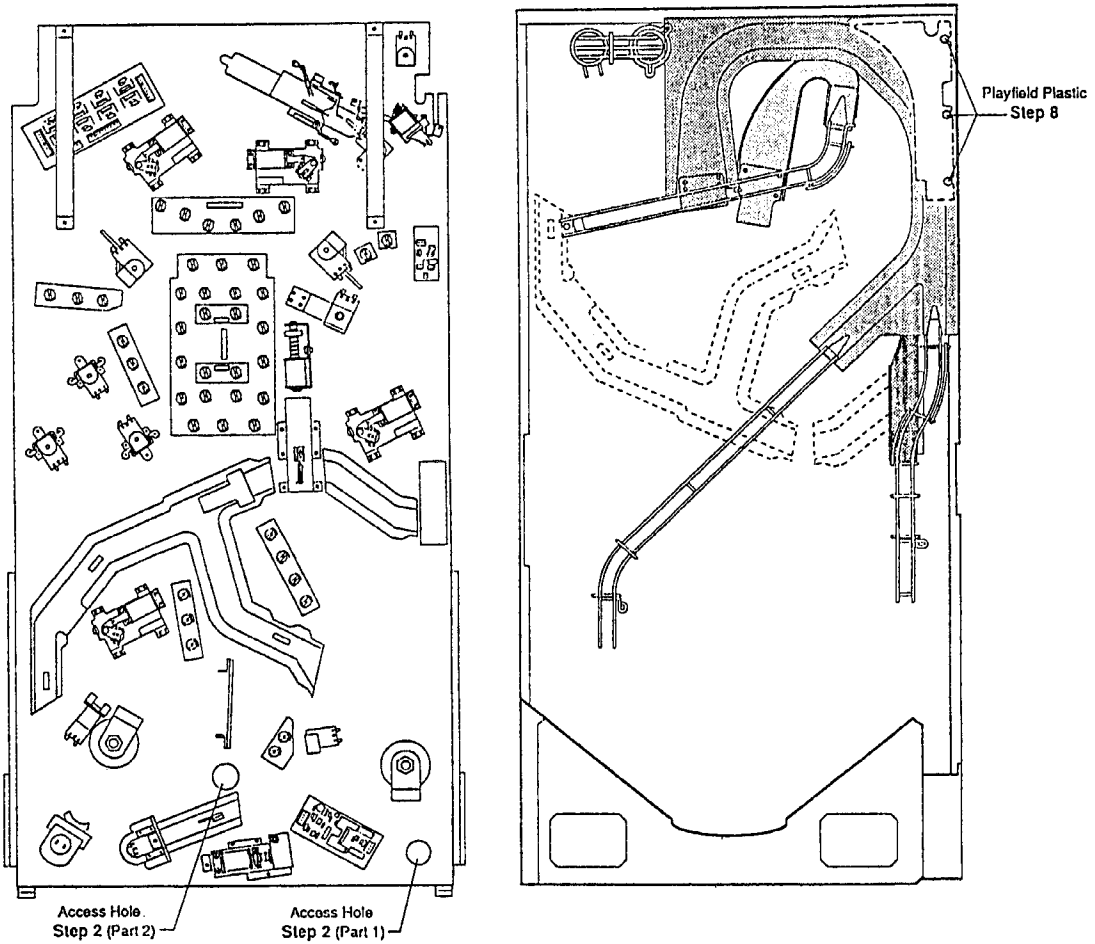 Playfield Plastic
Step 8
Access Hole.
Step 2 (Part 2)
Access Hole
Step 2 (Part 1)